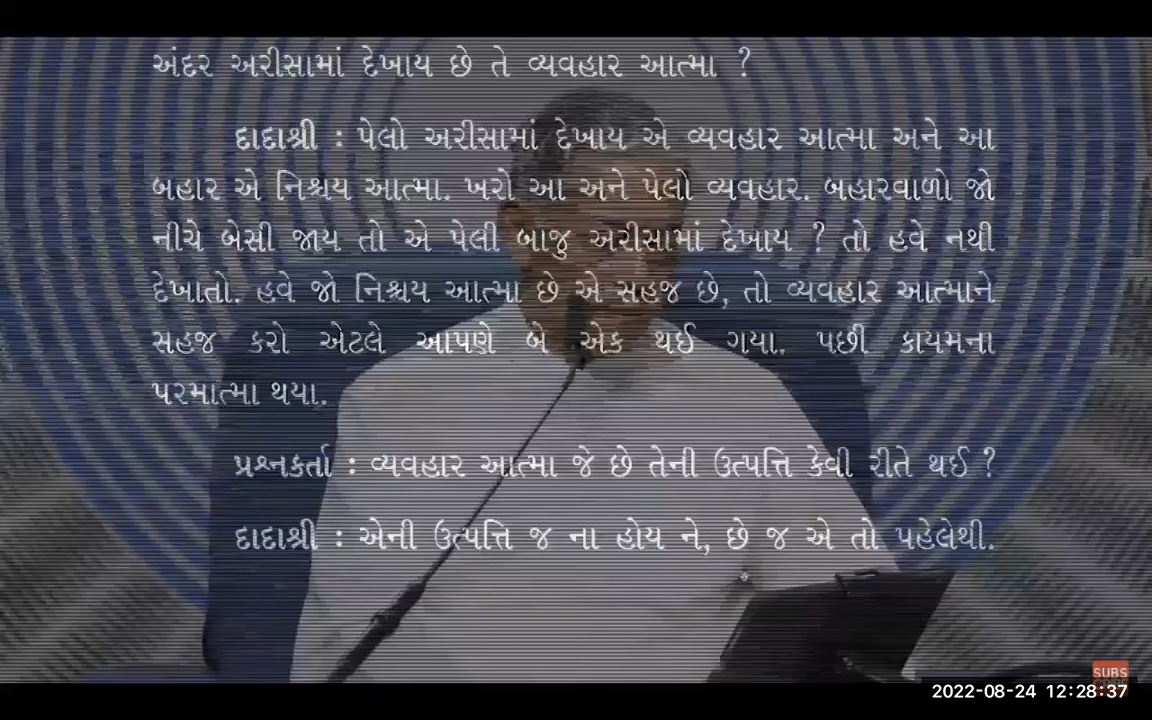 અંદર અરીસામાં દેખાય છે તે વ્યવહાર આત્મા ?
દાદાશ્રી : પેલો અરીસામાં દેખાય એ વ્યવહાર આત્મા અને આ
બહાર એ નિશ્ચય આત્મા. ખરો આ અને પેલો વ્યવહાર. બહારવાળો જો
નીચે બેસી જાય તો એ પેલી બાજુ અરીસામાં દેખાય ? તો હવે નથી
દેખાતો. હવે જો નિશ્ચય આત્મા છે એ સહજ છે, તો વ્યવહાર આત્માને
સહજ કરો એટલે આપણે બે એક થઈ ગયા. પછી કાયમના
પરમાત્મા થયા.
પ્રશ્નકર્તા : વ્યવહાર આત્મા જે છે તેની ઉત્પત્તિ કેવી રીતે થઈ ?
દાદાશ્રી : એની ઉત્પત્તિ જ ના હોય ને, છે જ એ તો પહેલેથી.
SUBS
2022-08-24 12:28:37